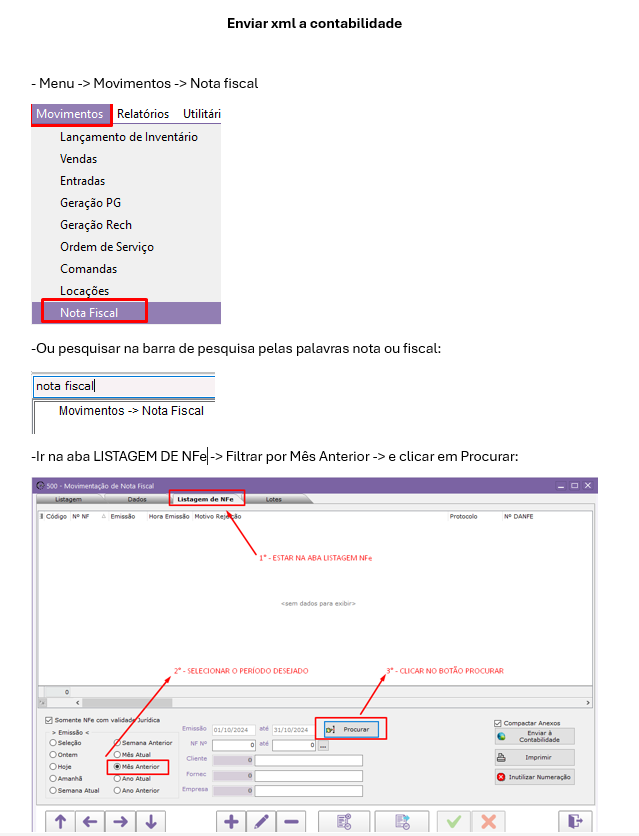 Enviar xml a contabilidade
- Menu -> Movimentos -> Nota fiscal
Movimentos Relatórios Utilitári
Lançamento de Inventário
Vendas
Entradas
Geração PG
Geração Rech
Ordem de Serviço
Comandas
Locações
Nota Fiscal
-Ou pesquisar na barra de pesquisa pelas palavras nota ou fiscal:
nota fiscal
Movimentos -> Nota Fiscal
-Ir na aba LISTAGEM DE NFe -> Filtrar por Mês Anterior -> e clicar em Procurar:
500 - Movimentação de Nota Fiscal
Listagem Dados Listagem de NFe Lotes
Código Nº NF Emissão Hora Emissão Motivo Rejeição Protocolo Nº DANFE
1° - ESTAR NA ABA LISTAGEM NFe
<sem dados para exibir>
2° - SELECIONAR O PERÍODO DESEJADO 3° - CLICAR NO BOTÃO PROCURAR
0
Somente NFe com validade Jurídica
> Emissão <
Seleção Semana Anterior
Ontem Mês Atual
Hoje Mês Anterior
Amanhã Ano Atual
Semana Atual Ano Anterior
Emissão 01/10/2024 até 31/10/2024 Procurar
NF Nº 0 até 0 ...
Cliente 0
Fornec 0
Empresa 0
Compactar Anexos
Enviar à
Contabilidade
Imprimir
Inutilizar Numeração